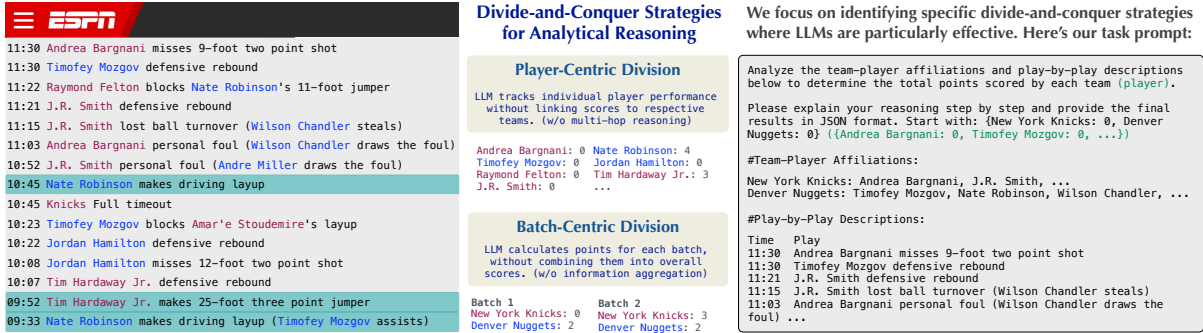 ESPN
11:30 Andrea Bargnani misses 9-foot two point shot
11:30 Timofey Mozgov defensive rebound
11:22 Raymond Felton blocks Nate Robinson's 11-foot jumper
11:21 J.R. Smith defensive rebound
11:15 J.R. Smith lost ball turnover (Wilson Chandler steals)
11:03 Andrea Bargnani personal foul (Wilson Chandler draws the foul)
10:52 J.R. Smith personal foul (Andre Miller draws the foul)
10:45 Nate Robinson makes driving layup
10:45 Knicks Full timeout
10:23 Timofey Mozgov blocks Amar'e Stoudemire's layup
10:22 Jordan Hamilton defensive rebound
10:08 Jordan Hamilton misses 12-foot two point shot
10:07 Tim Hardaway Jr. defensive rebound
09:52 Tim Hardaway Jr. makes 25-foot three point jumper
09:33 Nate Robinson makes driving layup (Timofey Mozgov assists)
Divide-and-Conquer Strategies
for Analytical Reasoning
Player-Centric Division
LLM tracks individual player performance
without linking scores to respective
teams. (w/o multi-hop reasoning)
Andrea Bargnani: 0 Nate Robinson: 4
Timofey Mozgov: 0 Jordan Hamilton: 0
Raymond Felton: 0 Tim Hardaway Jr.: 3
J.R. Smith: 0 ...
Batch-Centric Division
LLM calculates points for each batch,
without combining them into overall
scores. (w/o information aggregation)
Batch 1 Batch 2
New York Knicks: 0 New York Knicks: 3
Denver Nuggets: 2 Denver Nuggets: 2
We focus on identifying specific divide-and-conquer strategies
where LLMs are particularly effective. Here's our task prompt:
Analyze the team-player affiliations and play-by-play descriptions
below to determine the total points scored by each team (player).
Please explain your reasoning step by step and provide the final
results in JSON format. Start with: {New York Knicks: 0, Denver
Nuggets: 0} ({Andrea Bargnani: 0, Timofey Mozgov: 0, ...})
#Team-Player Affiliations:
New York Knicks: Andrea Bargnani, J.R. Smith, ...
Denver Nuggets: Timofey Mozgov, Nate Robinson, Wilson Chandler, ...
#Play-by-Play Descriptions:
Time Play
11:30 Andrea Bargnani misses 9-foot two point shot
11:30 Timofey Mozgov defensive rebound
11:21 J.R. Smith defensive rebound
11:15 J.R. Smith lost ball turnover (Wilson Chandler steals)
11:03 Andrea Bargnani personal foul (Wilson Chandler draws the
foul) ...